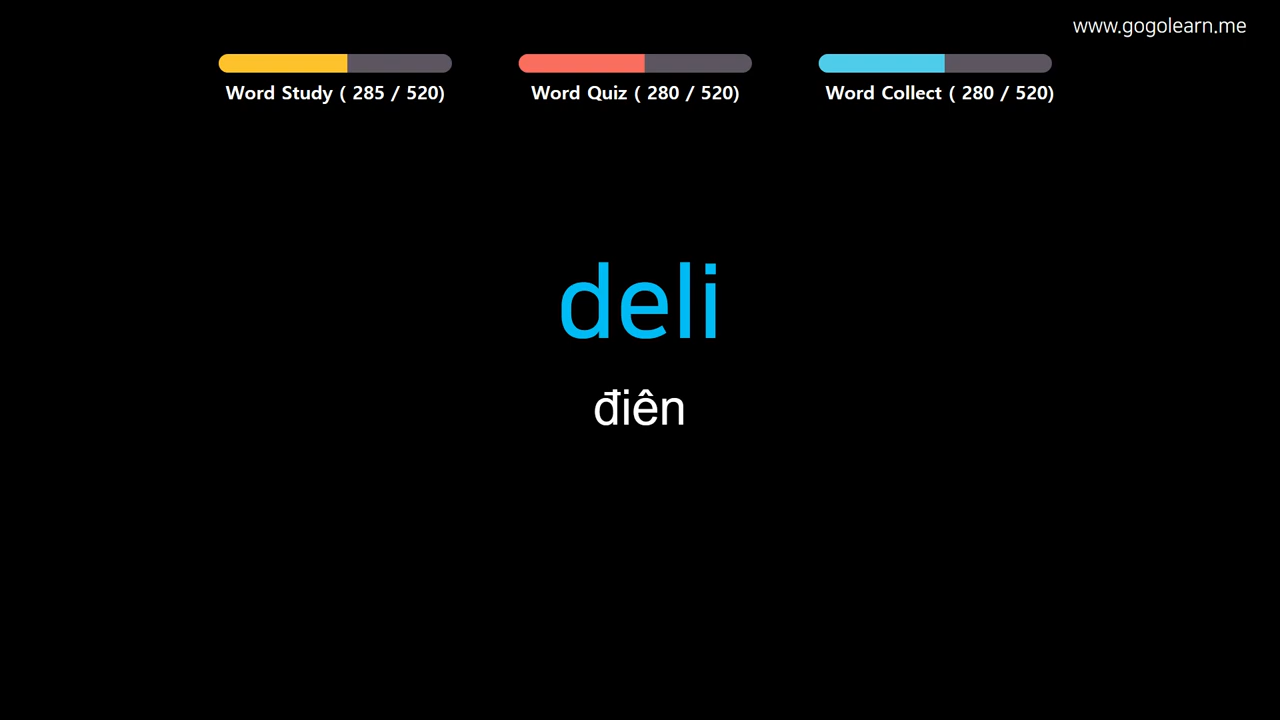 www.gogolearn.me
Word Study ( 285 / 520)
Word Quiz ( 280 / 520)
Word Collect ( 280 / 520)
deli
điên